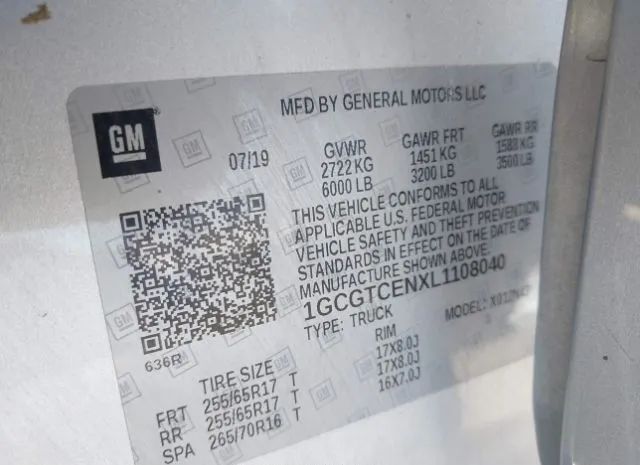 MFD BY GENERAL MOTORS LLC
GM
07/19
GVWR
2722 KG
6000 LB
GAWR FRT
1451 KG
3200 LB
GAWR RR
1588 KG
3500 LB
THIS VEHICLE CONFORMS TO ALL
APPLICABLE U.S. FEDERAL MOTOR
VEHICLE SAFETY AND THEFT PREVENTION
STANDARDS IN EFFECT ON THE DATE OF
MANUFACTURE SHOWN ABOVE.
1GCGTCENXL1108040
TYPE: TRUCK
MODEL:
636R
TIRE SIZE
RIM
FRT 255/65R17 T 17X8.0J
RR 255/65R17 T 17X8.0J
SPA 265/70R16 T 16X7.0J